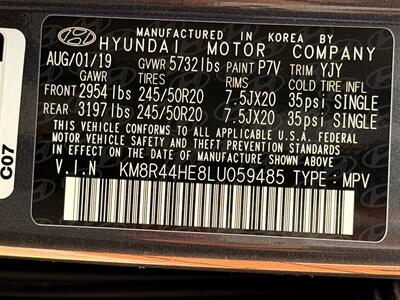 MANUFACTURED IN KOREA BY
HYUNDAI MOTOR COMPANY
AUG/01/19 GVWR 5732lbs PAINT P7V TRIM YJY
GAWR TIRES RIMS COLD TIRE INFL
FRONT 2954 lbs 245/50R20 7.5JX20 35psi SINGLE
REAR 3197 lbs 245/50R20 7.5JX20 35psi SINGLE
THIS VEHICLE CONFORMS TO ALL APPLICABLE U.S.A. FEDERAL
MOTOR VEHICLE SAFETY AND THEFT PREVENTION STANDARDS
IN EFFECT ON THE DATE OF MANUFACTURE SHOWN ABOVE.
V.I.N KM8R44HE8LU059485 TYPE : MPV
C07